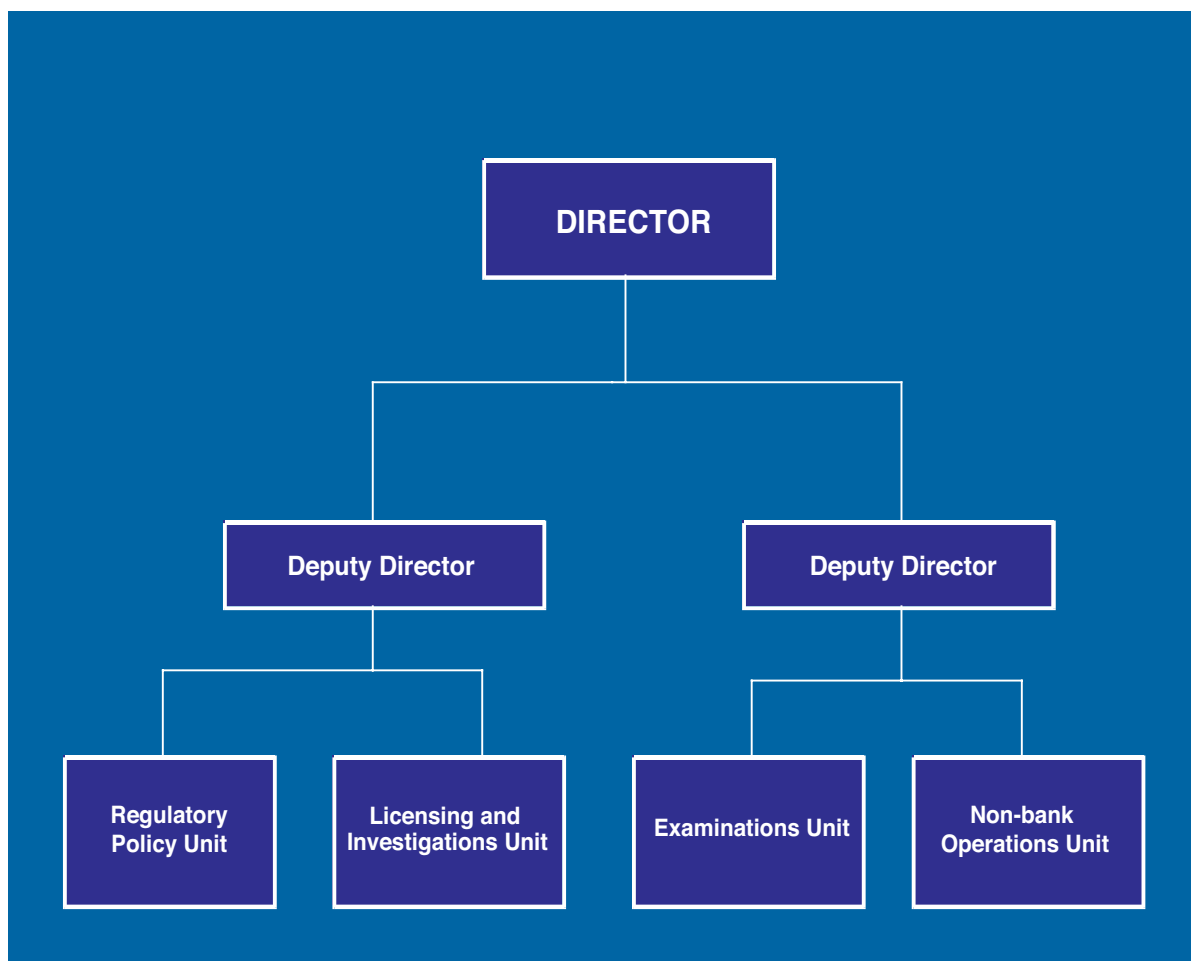 DIRECTOR
Deputy Director
Deputy Director
Regulatory
Policy Unit
Licensing and
Investigations Unit
Examinations Unit
Non-bank
Operations Unit